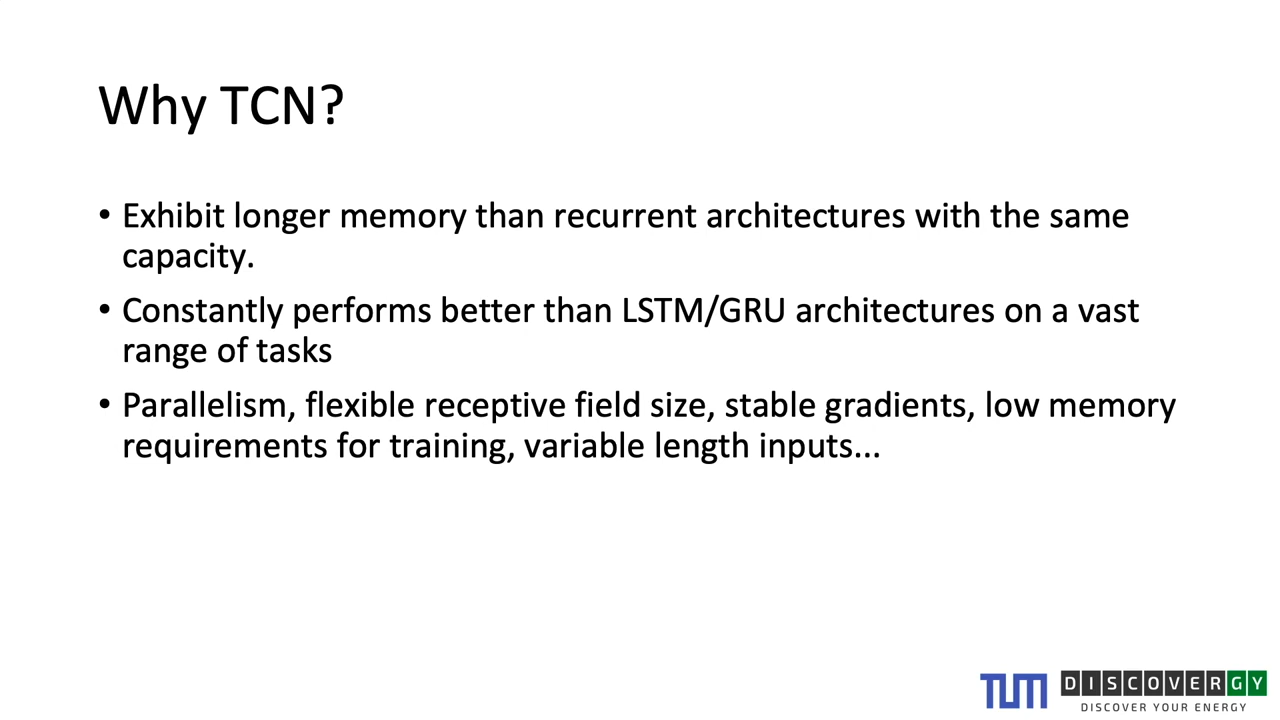 Why TCN?
• Exhibit longer memory than recurrent architectures with the same
capacity.
• Constantly performs better than LSTM/GRU architectures on a vast
range of tasks
• Parallelism, flexible receptive field size, stable gradients, low memory
requirements for training, variable length inputs...
TUM DISCOVERGY
DISCOVER YOUR ENERGY